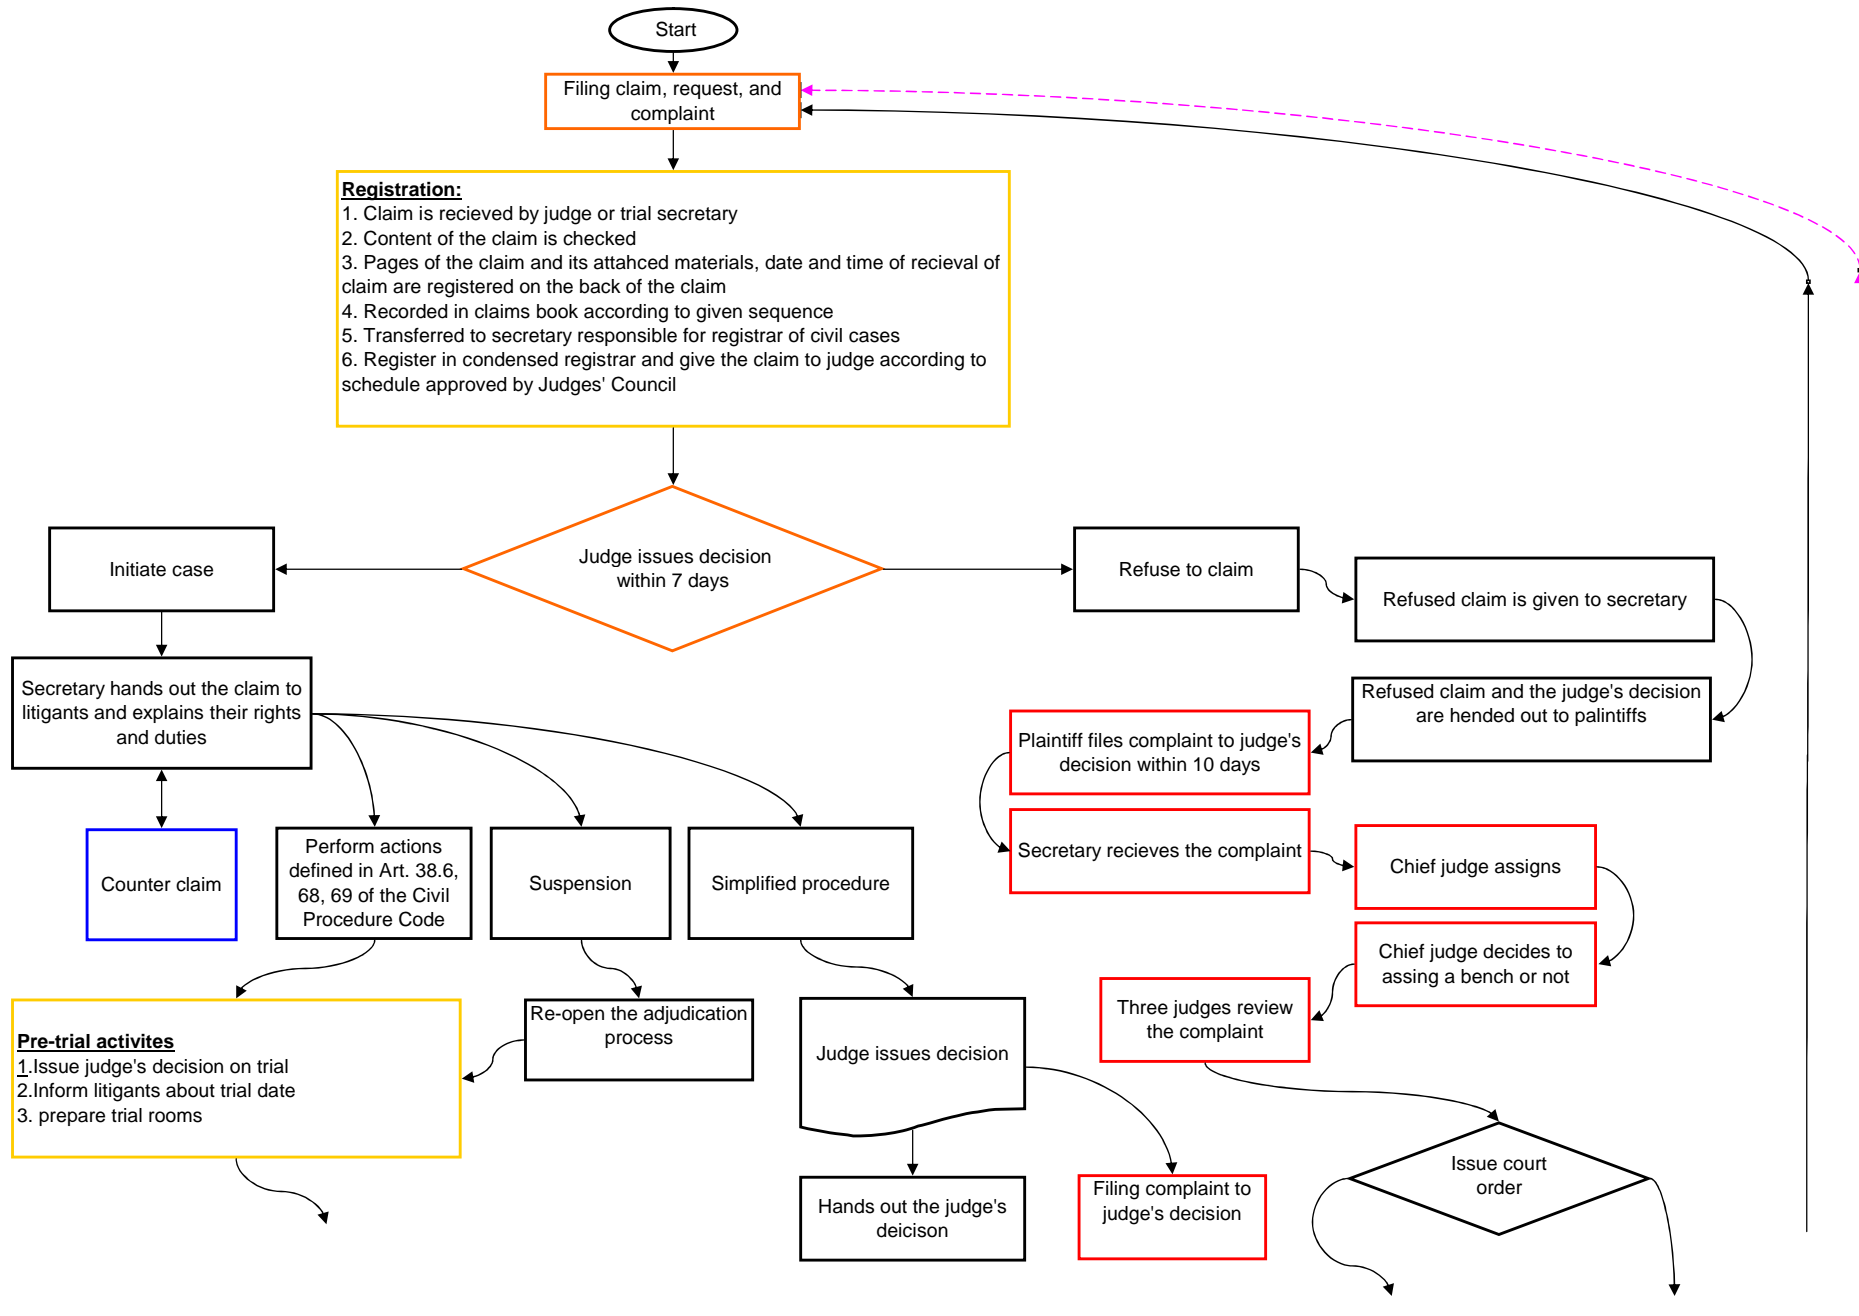 Start
Filing claim, request, and
complaint
Registration:
1. Claim is recieved by judge or trial secretary
2. Content of the claim is checked
3. Pages of the claim and its attahced materials, date and time of recieval of
claim are registered on the back of the claim
4. Recorded in claims book according to given sequence
5. Transferred to secretary responsible for registrar of civil cases
6. Register in condensed registrar and give the claim to judge according to
schedule approved by Judges' Council
Judge issues decision
within 7 days
Initiate case
Refuse to claim
Refused claim is given to secretary
Secretary hands out the claim to
litigants and explains their rights
and duties
Refused claim and the judge's decision
are hended out to palintiffs
Plaintiff files complaint to judge's
decision within 10 days
Secretary recieves the complaint
Chief judge assigns
Chief judge decides to
assing a bench or not
Three judges review
the complaint
Issue court
order
Counter claim
Perform actions
defined in Art. 38.6,
68, 69 of the Civil
Procedure Code
Suspension
Simplified procedure
Pre-trial activites
1.Issue judge's decision on trial
2.Inform litigants about trial date
3. prepare trial rooms
Re-open the adjudication
process
Judge issues decision
Hands out the judge's
deicison
Filing complaint to
judge's decision